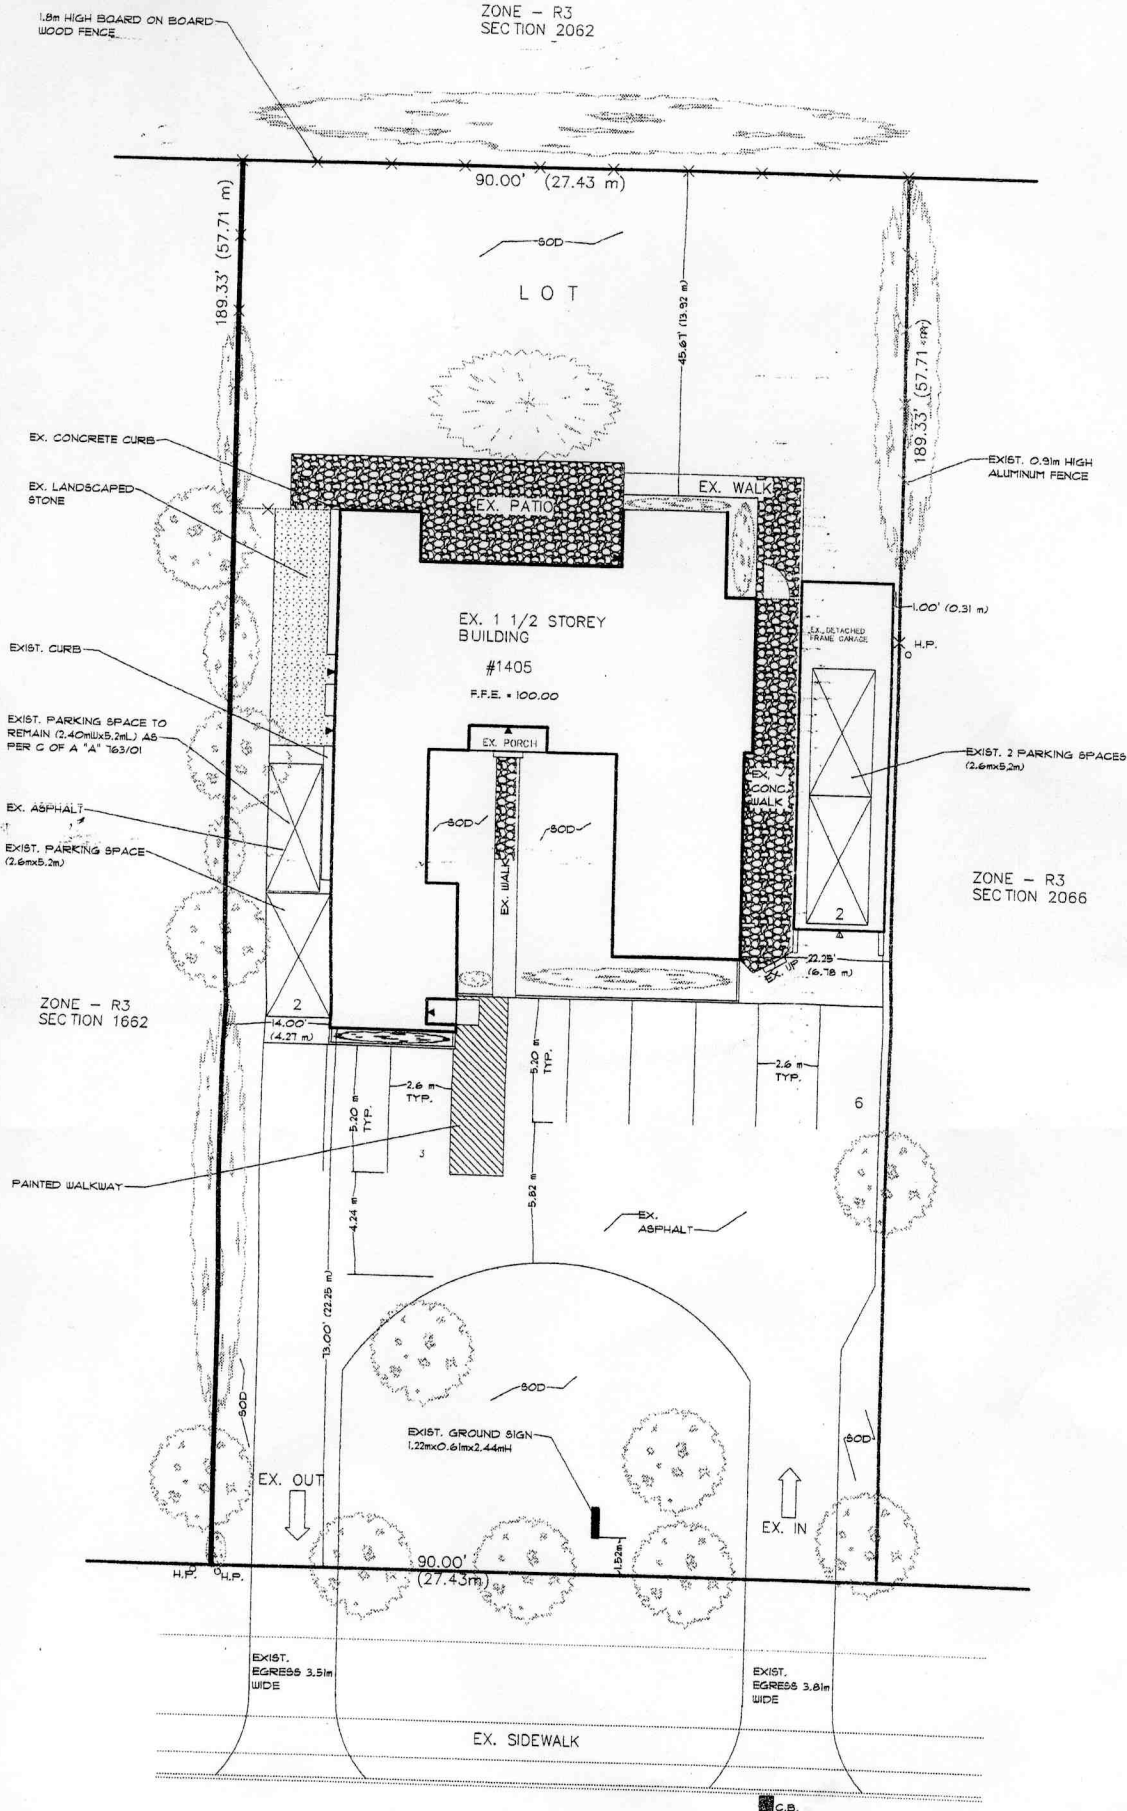 ZONE – R3
SECTION 2062
1.8m HIGH BOARD ON BOARD
WOOD FENCE
90.00' (27.43 m)
189.33' (57.71 m)
SOD
LOT
45.67' (13.92 m)
189.33' (57.71 m)
EX. CONCRETE CURB
EX. LANDSCAPED
STONE
EXIST. 0.91m HIGH
ALUMINUM FENCE
EX. WALK
EX. PATIO
EX. 1 1/2 STOREY
BUILDING
#1405
F.F.E. = 100.00
1.00' (0.31 m)
EX. DETACHED
FRAME GARAGE
H.P.
EXIST. CURB
EXIST. PARKING SPACE TO
REMAIN (2.40mWx5.2mL) AS
PER C OF A "A" 763/01
EX. PORCH
EXIST. 2 PARKING SPACES
(2.6mx5.2m)
EX.
CONC.
WALK
EX. ASPHALT
SOD
SOD
EXIST. PARKING SPACE
(2.6mx5.2m)
EX. WALK
ZONE – R3
SECTION 2066
2
22.25'
(6.78 m)
EX. UP
ZONE – R3
SECTION 1662
2
14.00'
(4.27 m)
5.20 m
TYP.
2.6 m
TYP.
2.6 m
TYP.
5.20 m
TYP.
6
3
PAINTED WALKWAY
4.24 m
5.82 m
EX.
ASPHALT
73.00' (22.25 m)
SOD
SOD
EXIST. GROUND SIGN
1.22mx0.61mx2.44mH
SOD
EX. OUT
EX. IN
1.52m
90.00'
(27.43m)
H.P.
H.P.
EXIST.
EGRESS 3.51m
WIDE
EXIST.
EGRESS 3.81m
WIDE
EX. SIDEWALK
C.B.